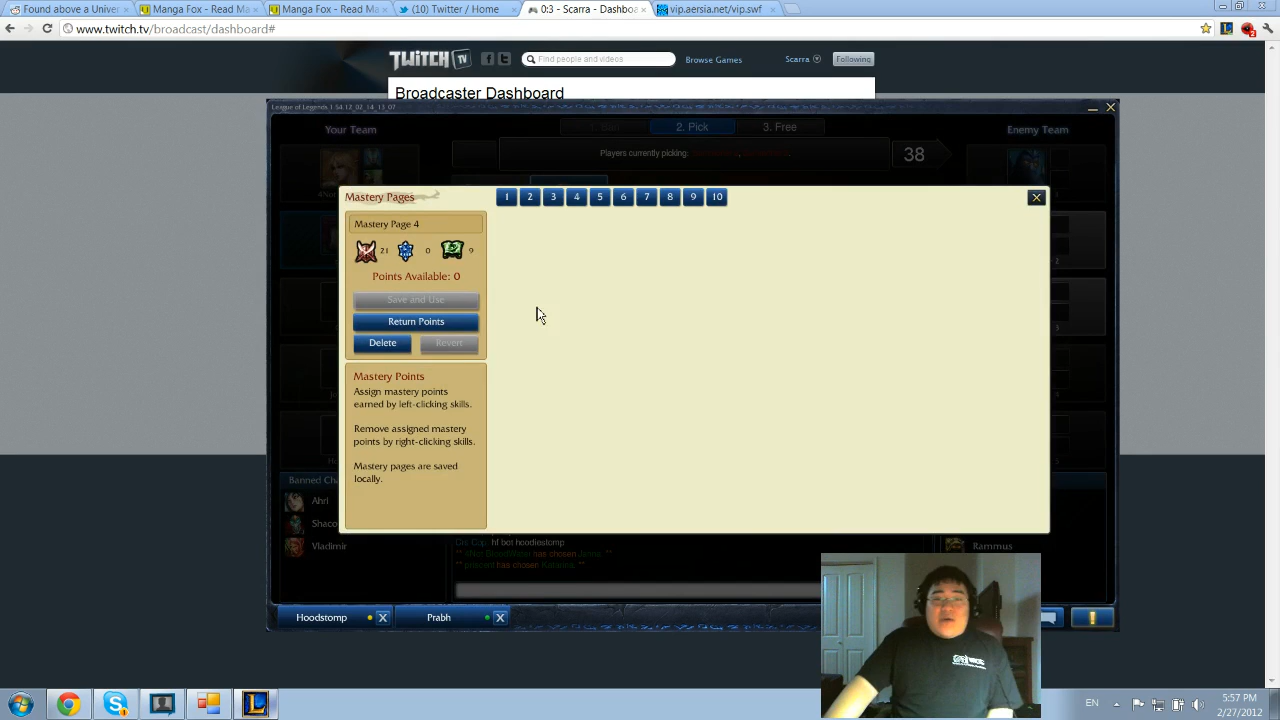 Found above a Univer
Manga Fox - Read Ma
Manga Fox - Read Ma
(10) Twitter / Home
0:3 - Scarra - Dashbo
vip.aersia.net/vip.swf
www.twitch.tv/broadcast/dashboard#
TWITCH TV
Find people and posts
Browse Games
Scarra
Following
Broadcaster Dashboard
Your Team
2. Pick
3. Free
Enemy Team
Players currently picking:
38
Mastery Pages
1 2 3 4 5 6 7 8 9 10
Mastery Page 4
21 0 9
Points Available: 0
Save and Use
Return Points
Delete Revert
Mastery Points
Assign mastery points
earned by left-clicking skills.
Remove assigned mastery
points by right-clicking skills.
Mastery pages are saved
locally.
Banned Cha
Ahri
Shaco
Vladimir
hf bot hoodiestomp
has chosen Janna.
has chosen Katarina.
Rammus
Hoodstomp
Prabh
EN
5:57 PM
2/27/2012